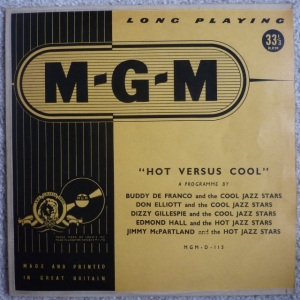 LONG PLAYING
33⅓
M-G-M
"HOT VERSUS COOL"
A PROGRAMME BY
BUDDY DE FRANCO and the COOL JAZZ STARS
DON ELLIOTT and the COOL JAZZ STARS
DIZZY GILLESPIE and the COOL JAZZ STARS
EDMOND HALL and the HOT JAZZ STARS
JIMMY McPARTLAND and the HOT JAZZ STARS
MGM-D-115
MADE AND PRINTED
IN GREAT BRITAIN